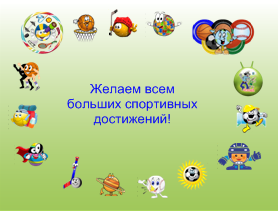 Желаем всем
больших спортивных
достижений!